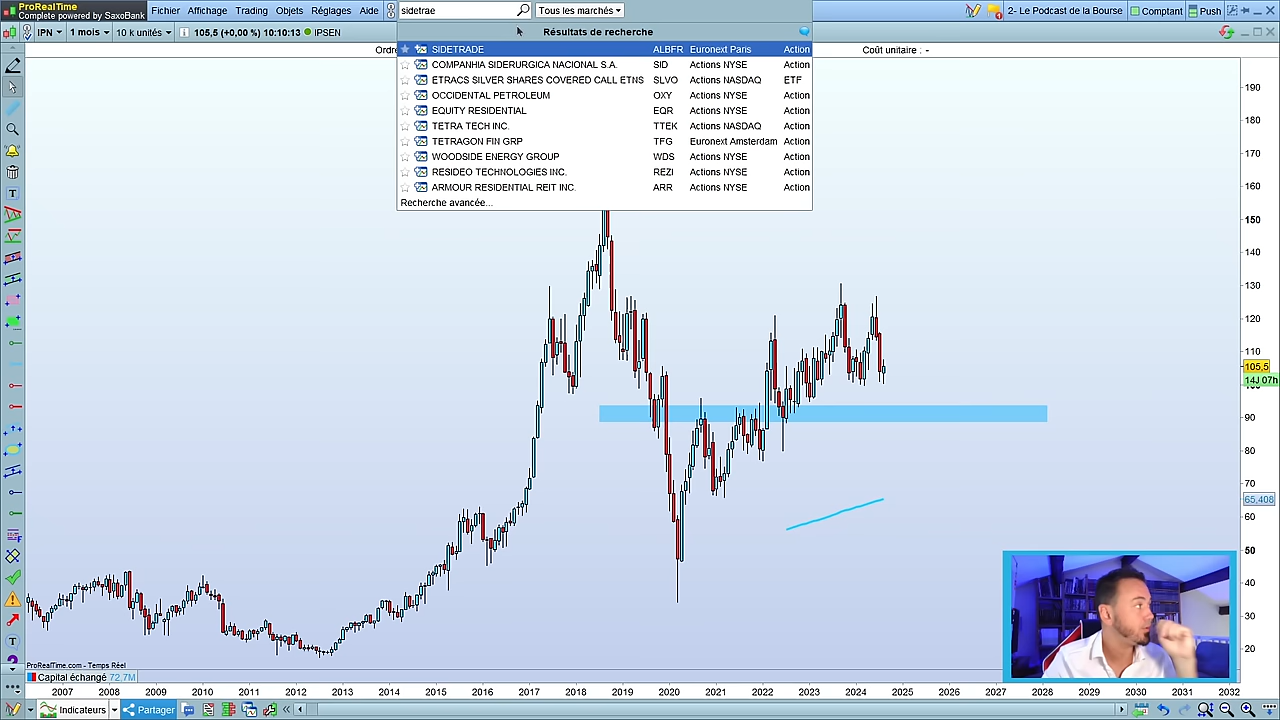 ProRealTime
Complete powered by SaxoBank
Fichier Affichage Trading Objets Réglages Aide
sidetrae
Tous les marchés
2- Le Podcast de la Bourse
Comptant
Push
IPN 1 mois 10 k unités 105,5 (+0,00 %) 10:10:13 IPSEN
Résultats de recherche
Ordre
Coût unitaire : -
SIDETRADE ALBFR Euronext Paris Action
COMPANHIA SIDERURGICA NACIONAL S.A. SID Actions NYSE Action
ETRACS SILVER SHARES COVERED CALL ETNS SLVO Actions NASDAQ ETF
OCCIDENTAL PETROLEUM OXY Actions NYSE Action
EQUITY RESIDENTIAL EQR Actions NYSE Action
TETRA TECH INC. TTEK Actions NASDAQ Action
TETRAGON FIN GRP TFG Euronext Amsterdam Action
WOODSIDE ENERGY GROUP WDS Actions NYSE Action
RESIDEO TECHNOLOGIES INC. REZI Actions NYSE Action
ARMOUR RESIDENTIAL REIT INC. ARR Actions NYSE Action
Recherche avancée...
190
180
170
160
150
140
130
120
110
105,5
14J 07h
90
80
70
65,408
60
50
40
30
20
ProRealTime.com - Temps Réel
Capital échangé 72,7M
2007 2008 2009 2010 2011 2012 2013 2014 2015 2016 2017 2018 2019 2020 2021 2022 2023 2024 2025 2026 2027 2028 2029 2030 2031 2032
Indicateurs
Partager